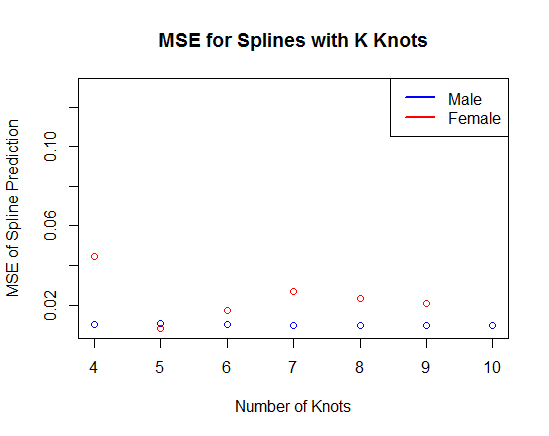 MSE for Splines with K Knots
Male
Female
MSE of Spline Prediction
0.10
0.06
0.02
4 5 6 7 8 9 10
Number of Knots